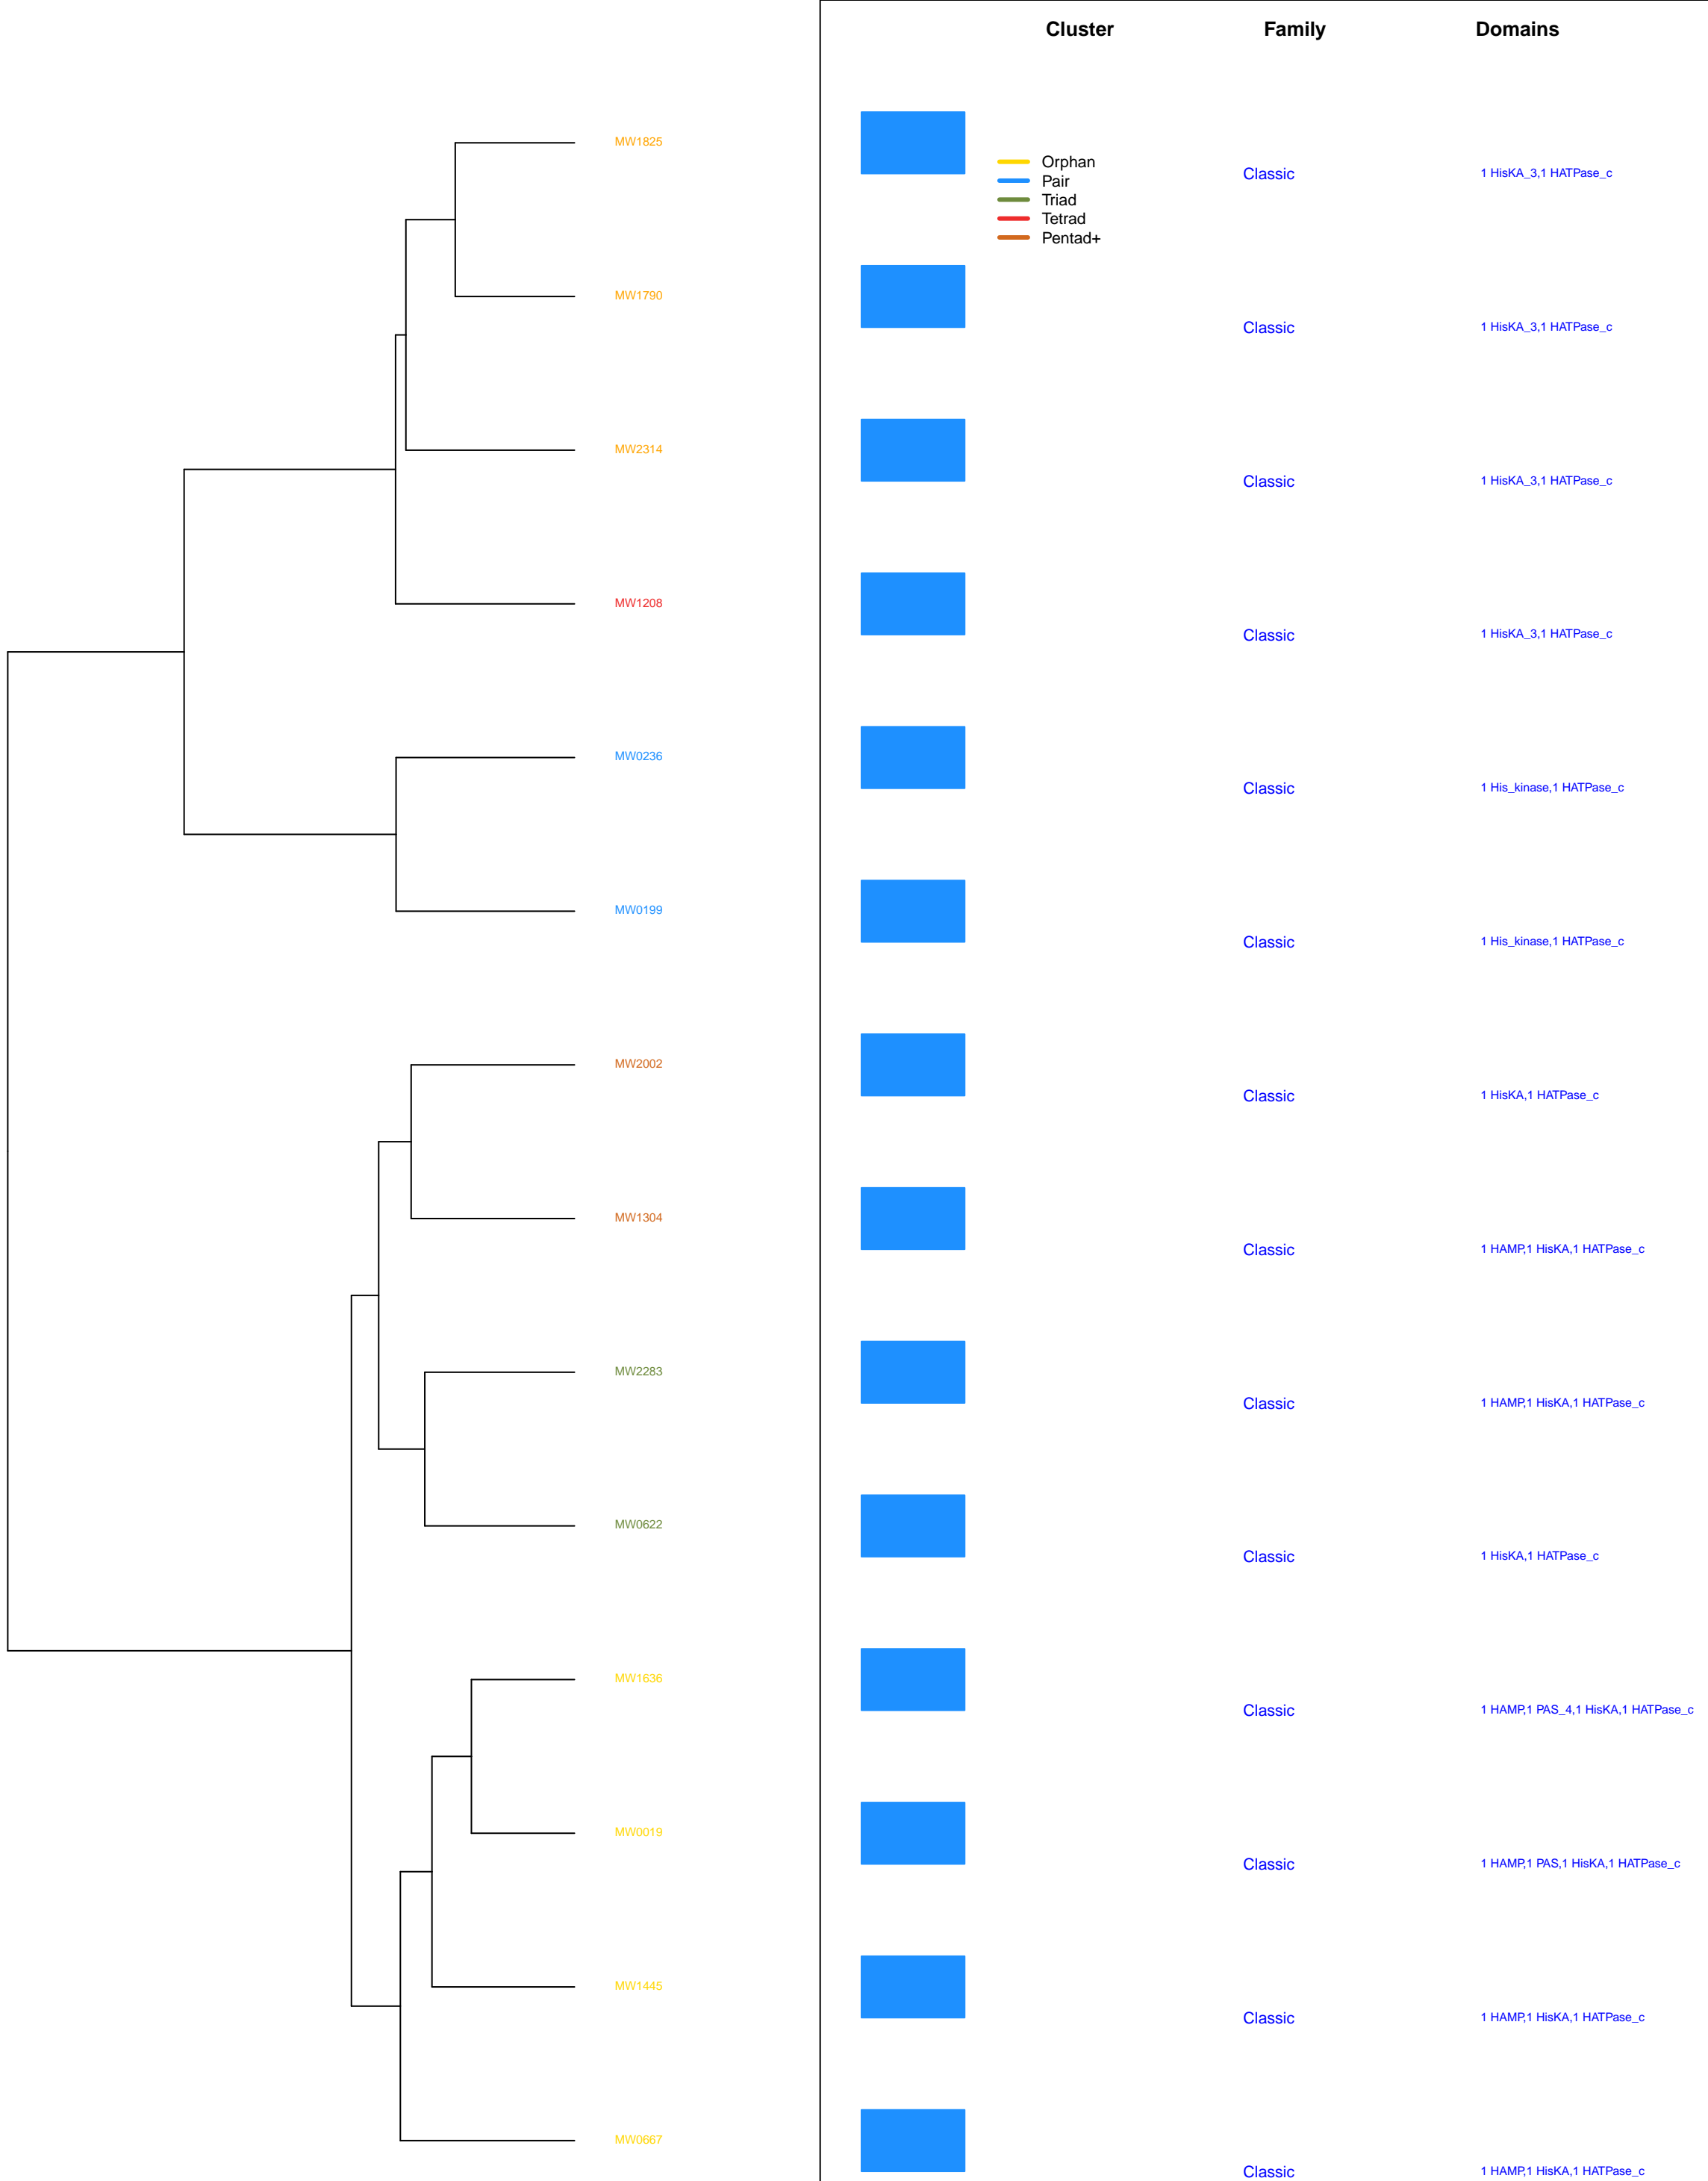 Cluster Family Domains
MW1825
Orphan
Classic 1 HisKA_3,1 HATPase_c
Pair
Triad
Tetrad
Pentad+
MW1790
Classic 1 HisKA_3,1 HATPase_c
MW2314
Classic 1 HisKA_3,1 HATPase_c
MW1208
Classic 1 HisKA_3,1 HATPase_c
MW0236
Classic 1 His_kinase,1 HATPase_c
MW0199
Classic 1 His_kinase,1 HATPase_c
MW2002
Classic 1 HisKA,1 HATPase_c
MW1304
Classic 1 HAMP,1 HisKA,1 HATPase_c
MW2283
Classic 1 HAMP,1 HisKA,1 HATPase_c
MW0622
Classic 1 HisKA,1 HATPase_c
MW1636
Classic 1 HAMP,1 PAS_4,1 HisKA,1 HATPase_c
MW0019
Classic 1 HAMP,1 PAS,1 HisKA,1 HATPase_c
MW1445
Classic 1 HAMP,1 HisKA,1 HATPase_c
MW0667
Classic 1 HAMP,1 HisKA,1 HATPase_c